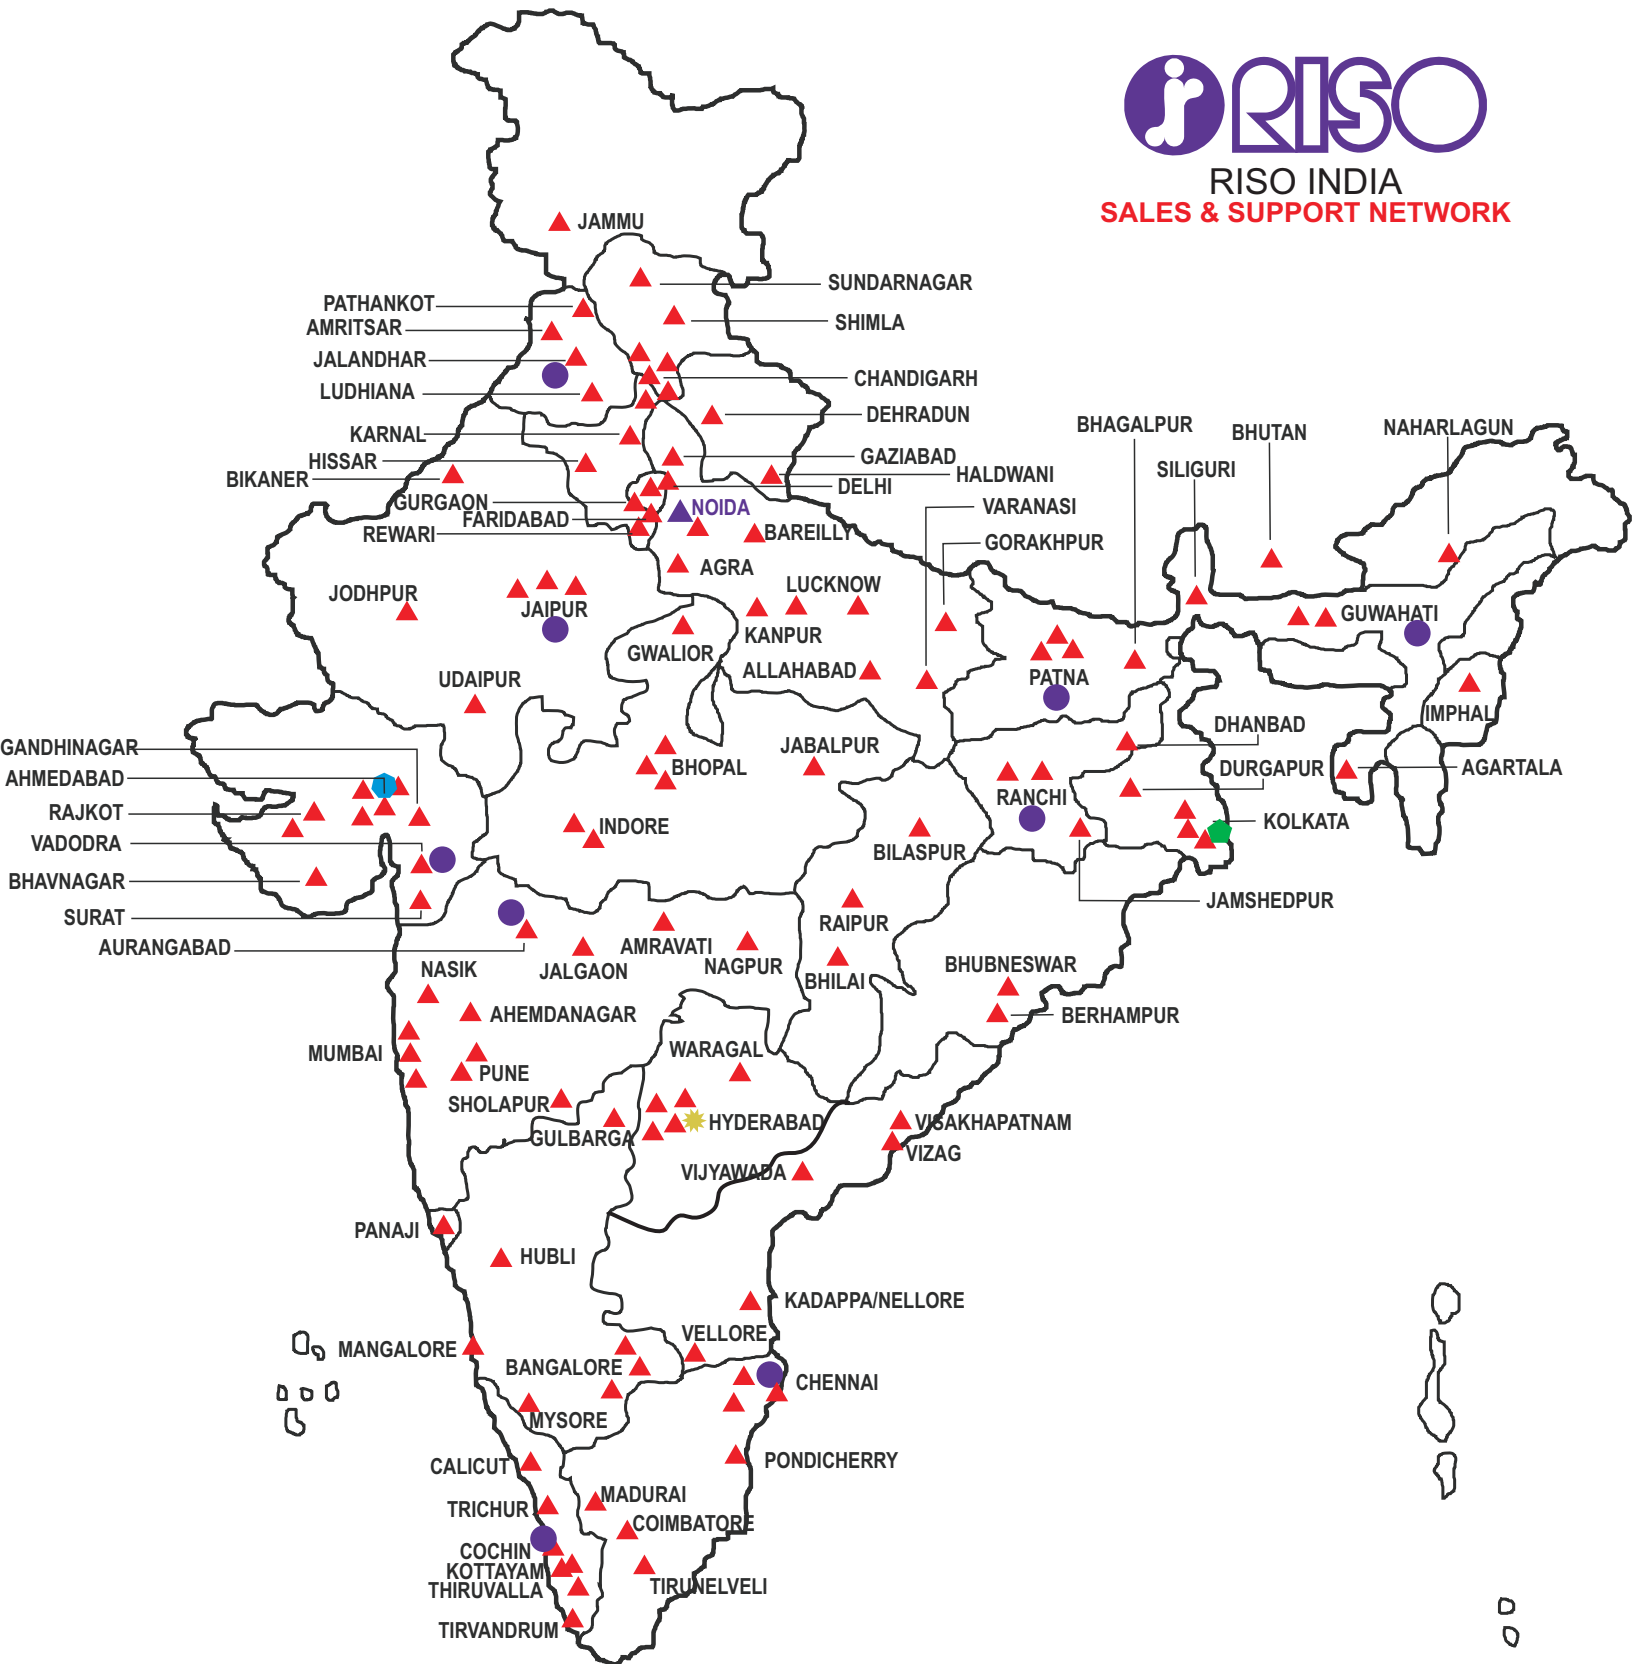 RISO
RISO INDIA
SALES & SUPPORT NETWORK
JAMMU
SUNDARNAGAR
PATHANKOT
AMRITSAR
SHIMLA
JALANDHAR
CHANDIGARH
LUDHIANA
DEHRADUN
BHAGALPUR
BHUTAN
NAHARLAGUN
KARNAL
GAZIABAD
HISSAR
SILIGURI
HALDWANI
BIKANER
DELHI
GURGAON
NOIDA
VARANASI
FARIDABAD
REWARI
BAREILLY
GORAKHPUR
AGRA
LUCKNOW
JODHPUR
JAIPUR
GUWAHATI
KANPUR
GWALIOR
ALLAHABAD
UDAIPUR
PATNA
IMPHAL
DHANBAD
GANDHINAGAR
JABALPUR
AHMEDABAD
BHOPAL
DURGAPUR
AGARTALA
RANCHI
RAJKOT
INDORE
KOLKATA
VADODRA
BILASPUR
BHAVNAGAR
JAMSHEDPUR
SURAT
RAIPUR
AURANGABAD
AMRAVATI
JALGAON
NAGPUR
NASIK
BHUBNESWAR
BHILAI
AHEMDANAGAR
BERHAMPUR
MUMBAI
WARAGAL
PUNE
SHOLAPUR
HYDERABAD
VISAKHAPATNAM
GULBARGA
VIZAG
VIJYAWADA
PANAJI
HUBLI
KADAPPA/NELLORE
VELLORE
MANGALORE
BANGALORE
CHENNAI
MYSORE
CALICUT
PONDICHERRY
MADURAI
TRICHUR
COIMBATORE
COCHIN
KOTTAYAM
THIRUVALLA
TIRUNELVELI
TIRVANDRUM